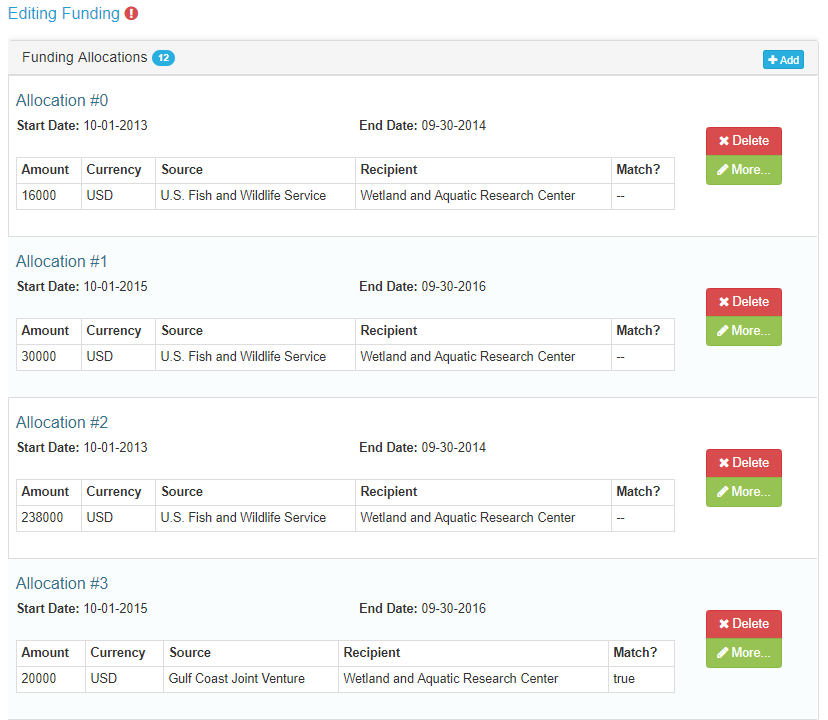 Editing Funding
Funding Allocations 12 Add
Allocation #0
Start Date: 10-01-2013 End Date: 09-30-2014
Delete
Amount Currency Source Recipient Match?
More...
16000 USD U.S. Fish and Wildlife Service Wetland and Aquatic Research Center --
Allocation #1
Start Date: 10-01-2015 End Date: 09-30-2016
Delete
Amount Currency Source Recipient Match?
More...
30000 USD U.S. Fish and Wildlife Service Wetland and Aquatic Research Center --
Allocation #2
Start Date: 10-01-2013 End Date: 09-30-2014
Delete
Amount Currency Source Recipient Match?
More...
238000 USD U.S. Fish and Wildlife Service Wetland and Aquatic Research Center --
Allocation #3
Start Date: 10-01-2015 End Date: 09-30-2016
Delete
Amount Currency Source Recipient Match?
More...
20000 USD Gulf Coast Joint Venture Wetland and Aquatic Research Center true